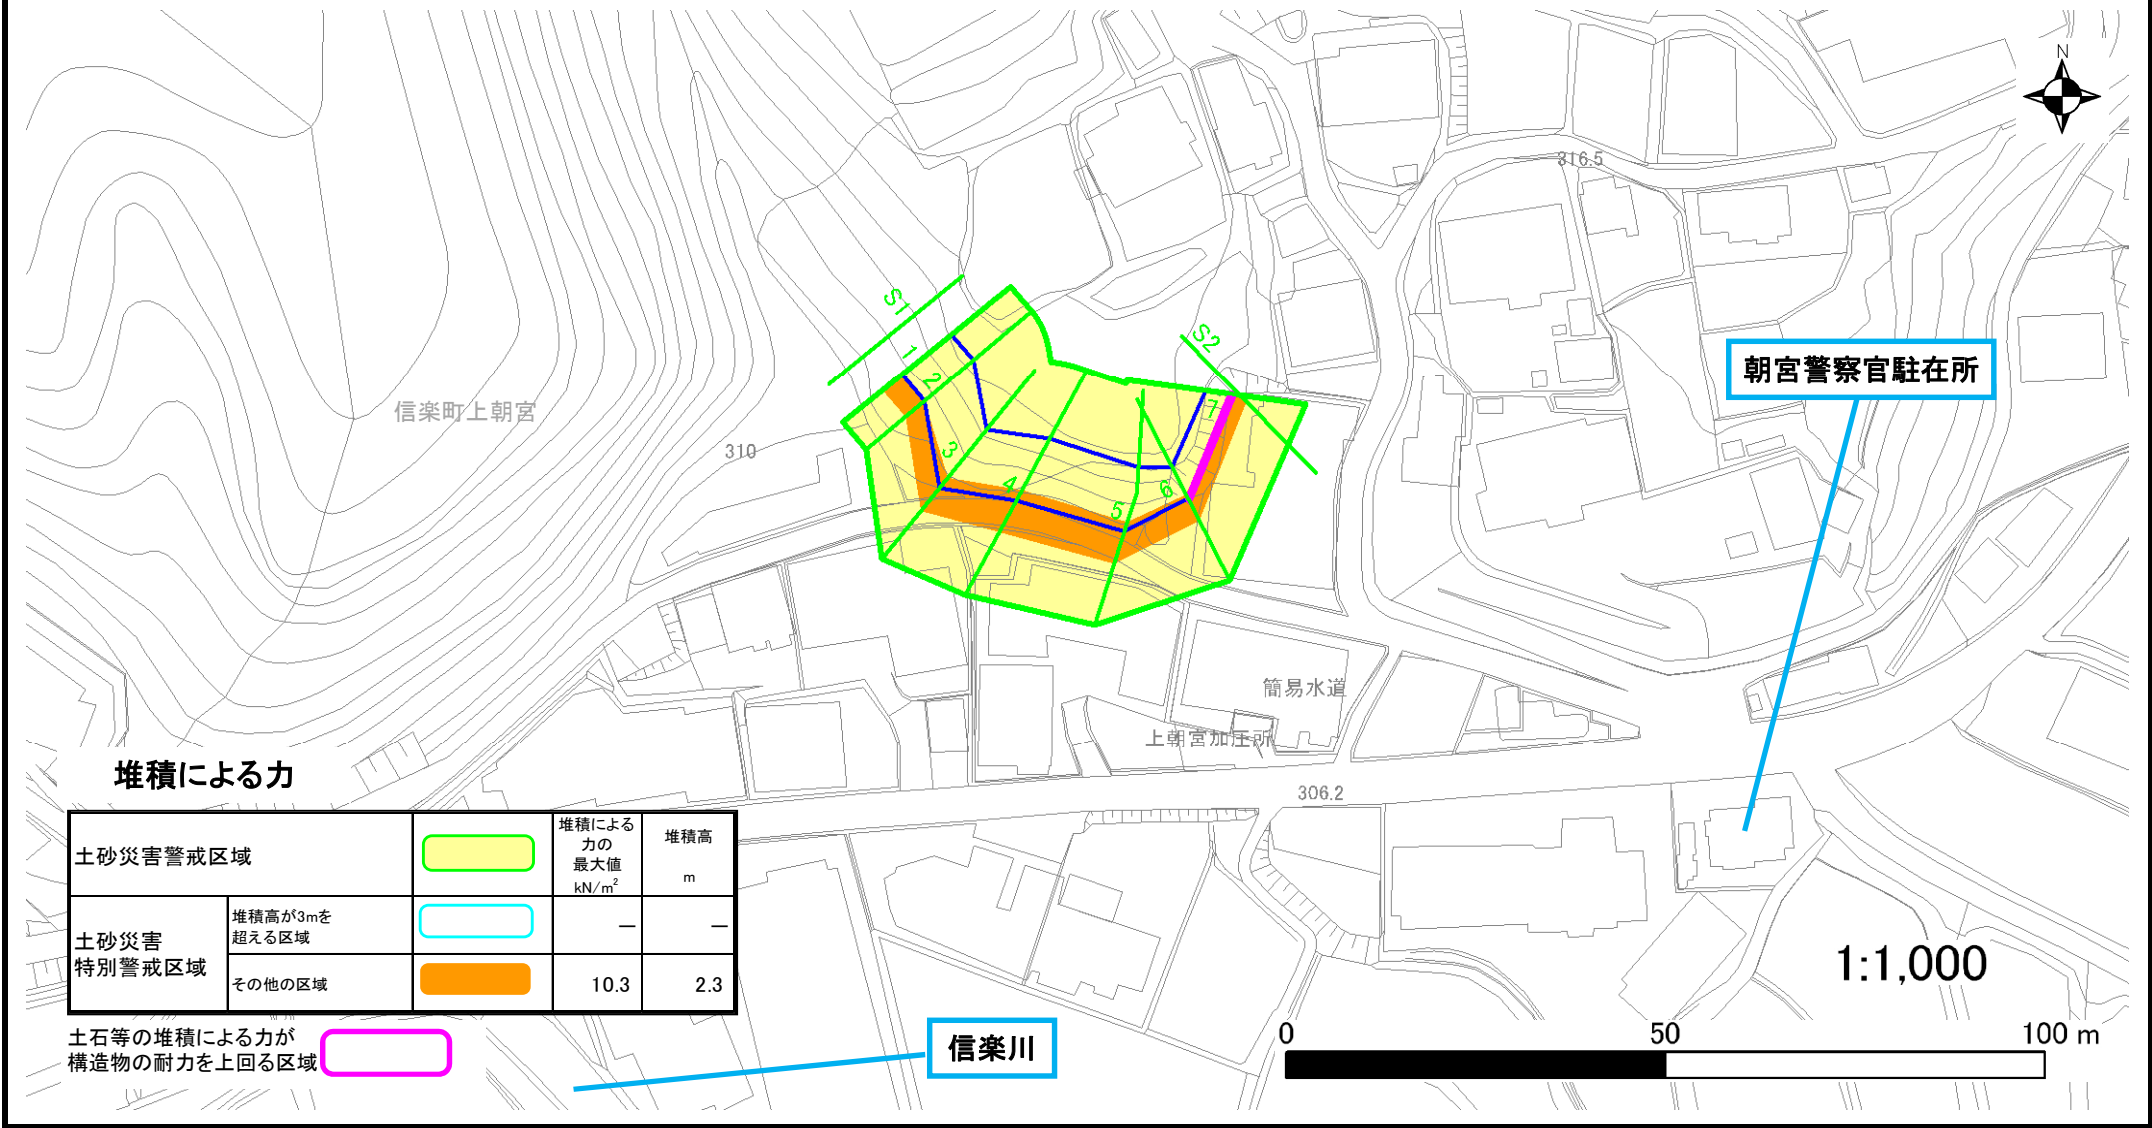 N
316.5
S1
S2
1
2
3
4
5
6
7
朝宮警察官駐在所
信楽町上朝宮
310
簡易水道
上朝宮加圧所
306.2
堆積による力
土砂災害警戒区域
堆積による
力の
最大値
kN/m²
堆積高
m
土砂災害
特別警戒区域
堆積高が3mを
超える区域
―
―
その他の区域
10.3
2.3
土石等の堆積による力が
構造物の耐力を上回る区域
信楽川
1:1,000
0
50
100 m